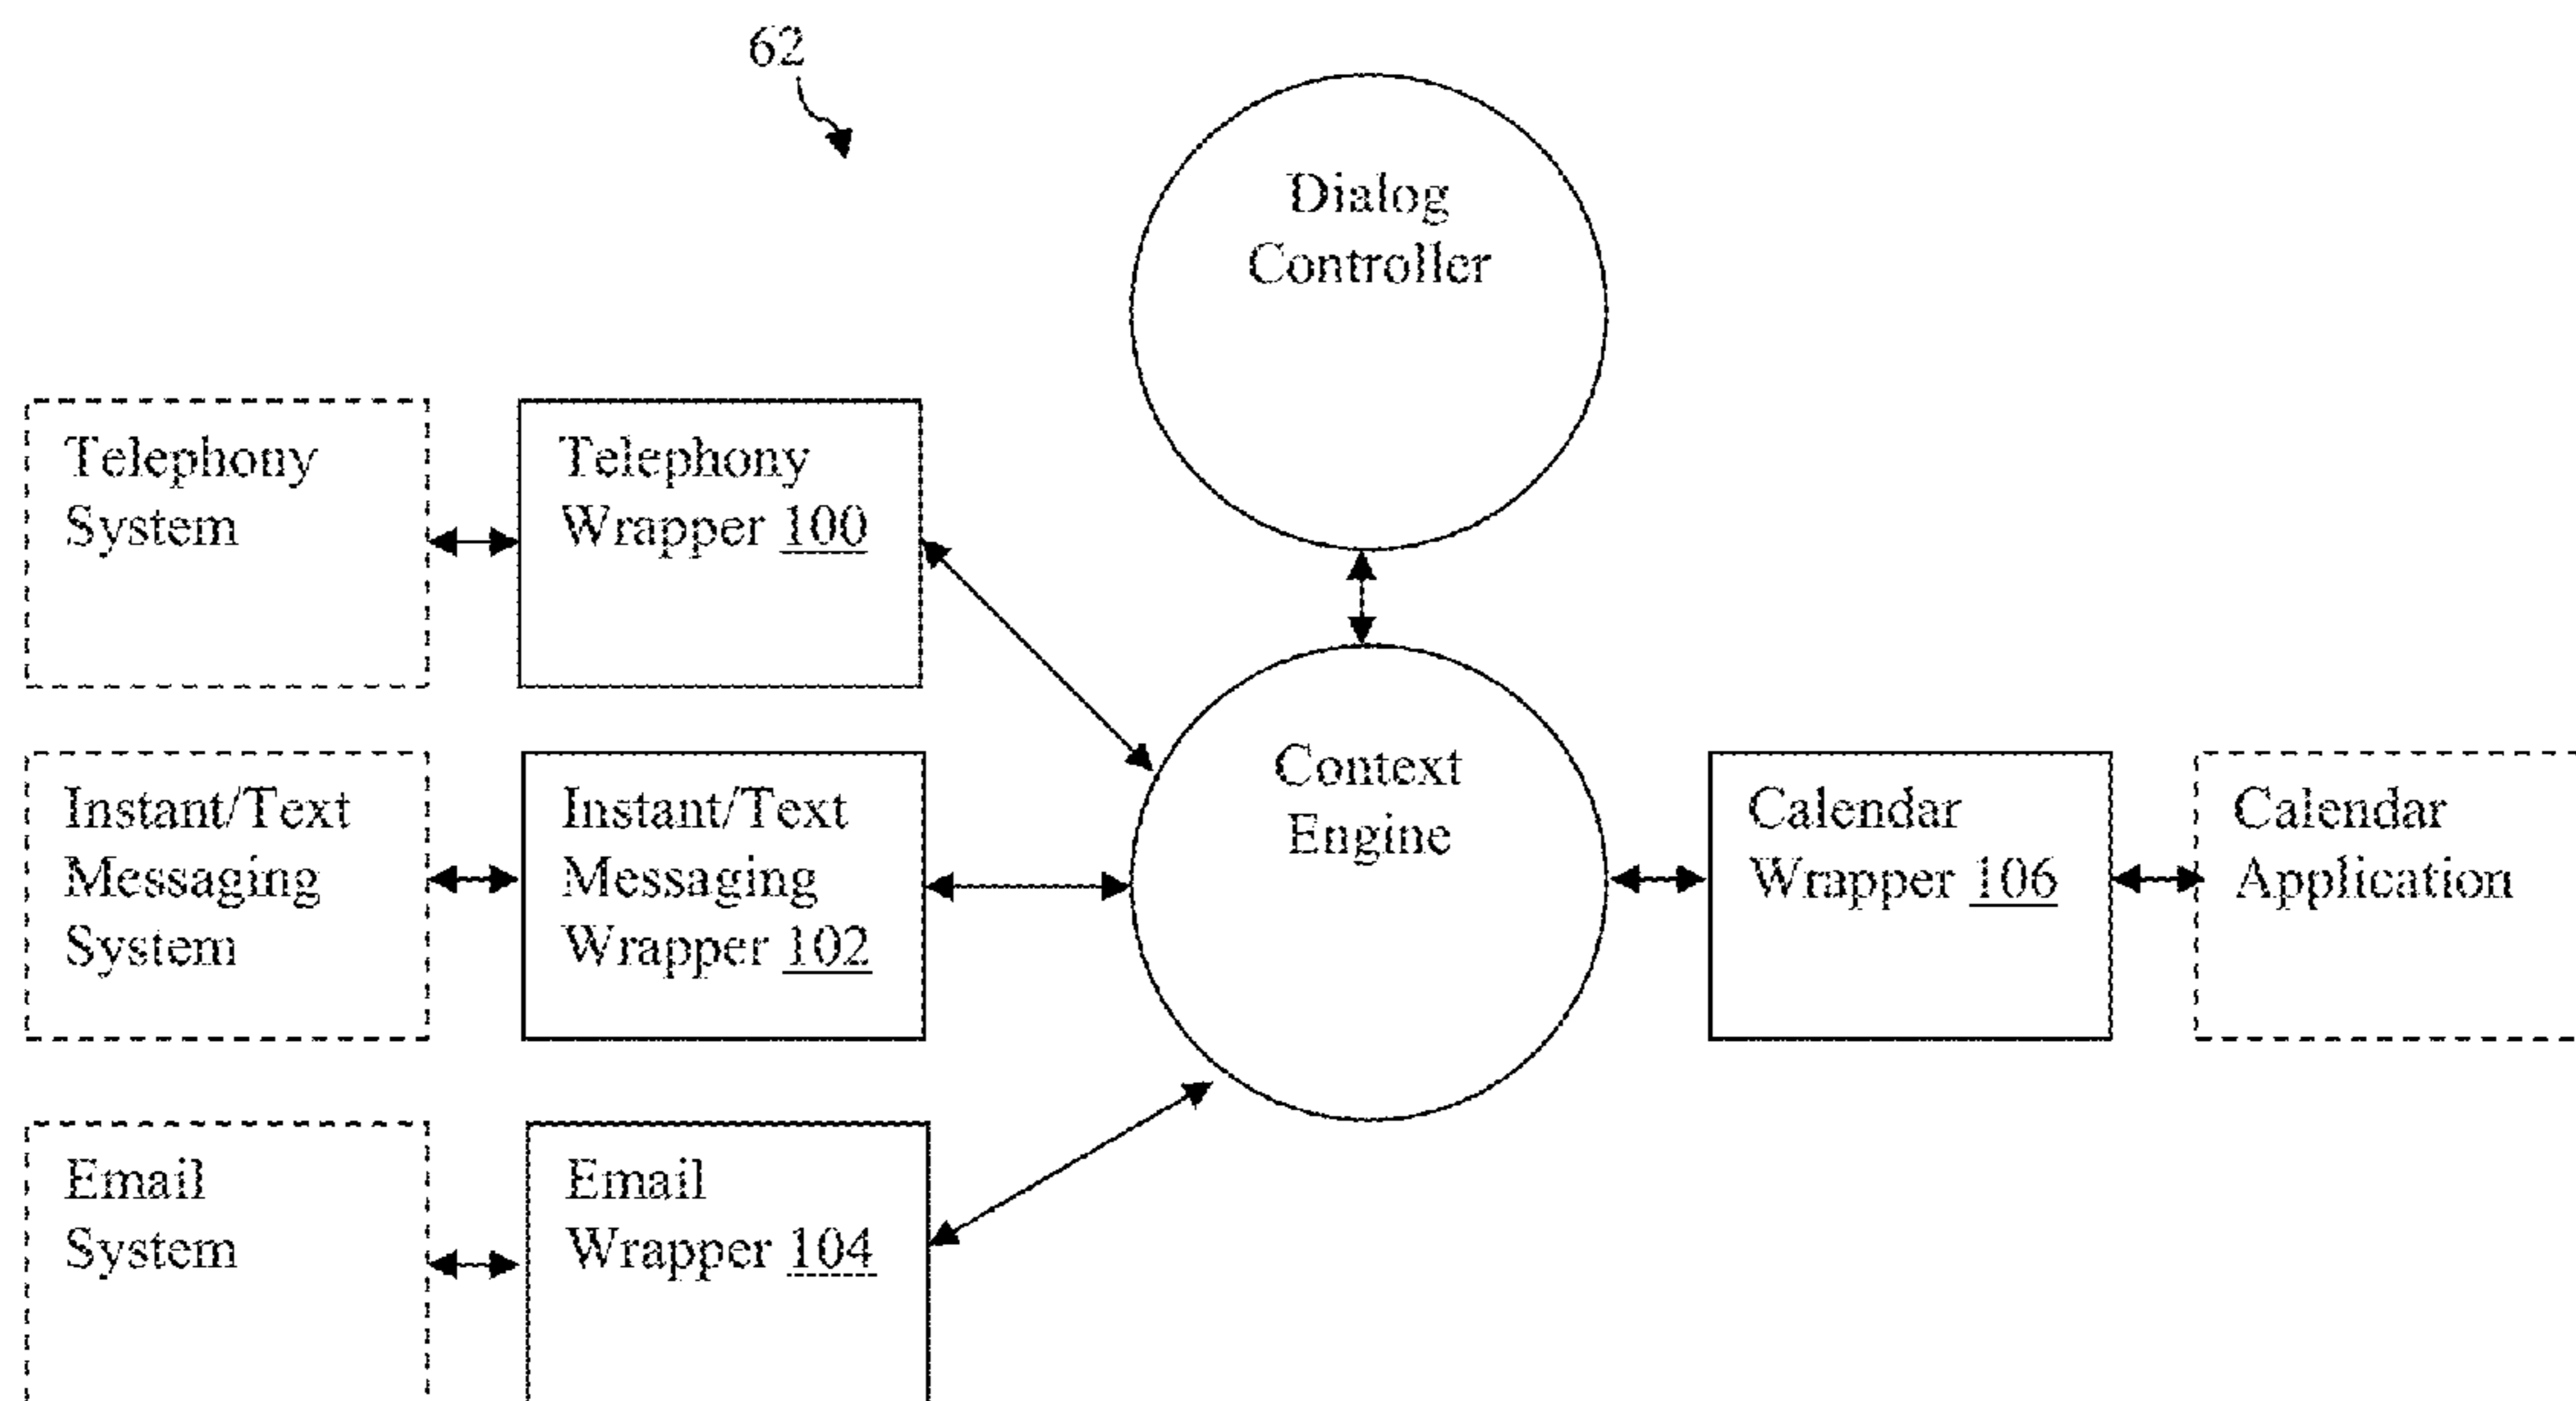 62
Dialog
Controller
Telephony
System
Telephony
Wrapper 100
Instant/Text
Messaging
System
Instant/Text
Messaging
Wrapper 102
Context
Engine
Calendar
Wrapper 106
Calendar
Application
Email
System
Email
Wrapper 104